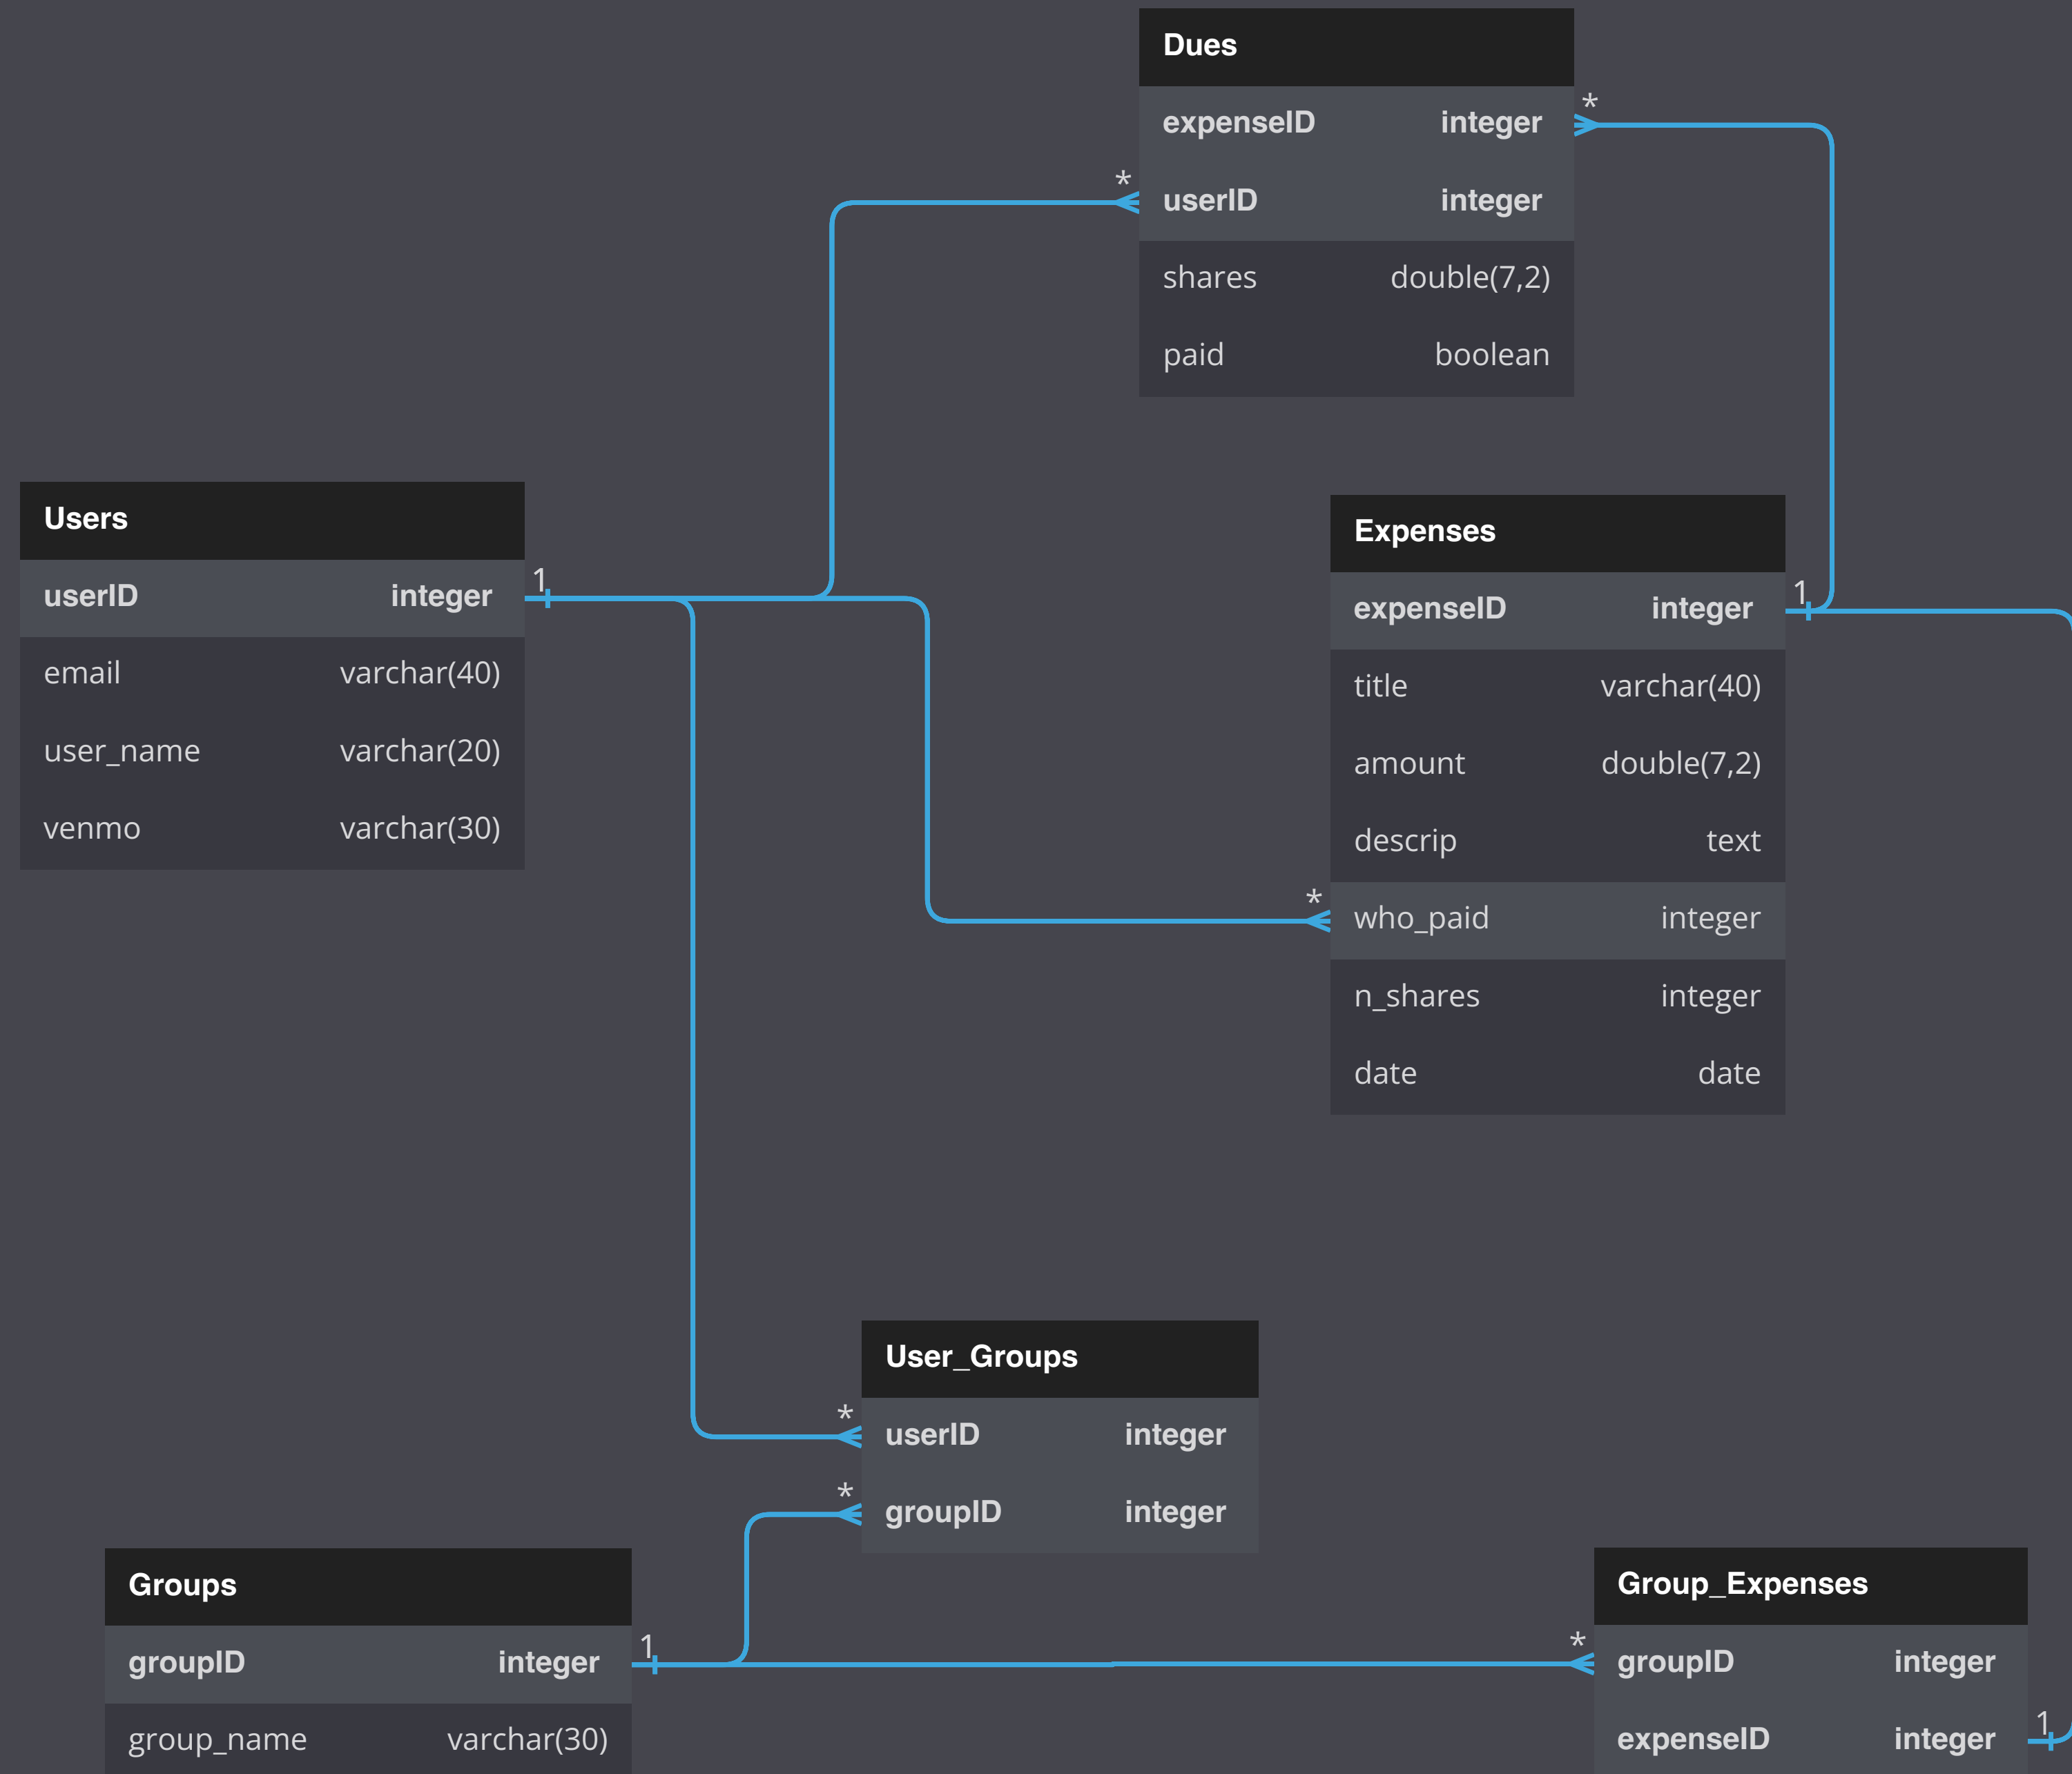 Dues
*
expenseID integer
*
userID integer
shares double(7,2)
paid boolean
Users
1
userID integer
email varchar(40)
user_name varchar(20)
venmo varchar(30)
Expenses
1
expenseID integer
title varchar(40)
amount double(7,2)
descrip text
*
who_paid integer
n_shares integer
date date
User_Groups
*
userID integer
*
groupID integer
Groups
1
groupID integer
group_name varchar(30)
Group_Expenses
*
groupID integer
1
expenseID integer